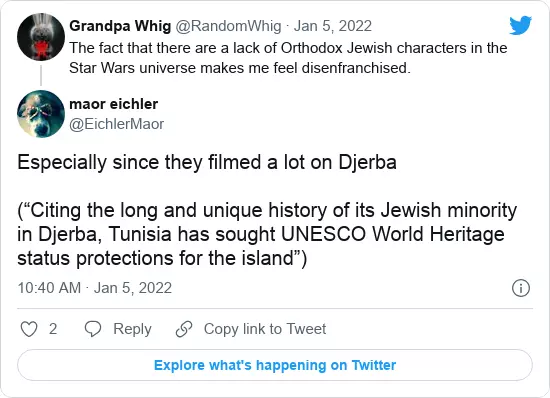 Grandpa Whig @RandomWhig · Jan 5, 2022
The fact that there are a lack of Orthodox Jewish characters in the
Star Wars universe makes me feel disenfranchised.
maor eichler
@EichlerMaor
Especially since they filmed a lot on Djerba
(“Citing the long and unique history of its Jewish minority
in Djerba, Tunisia has sought UNESCO World Heritage
status protections for the island”)
10:40 AM · Jan 5, 2022
2 Reply Copy link to Tweet
Explore what's happening on Twitter